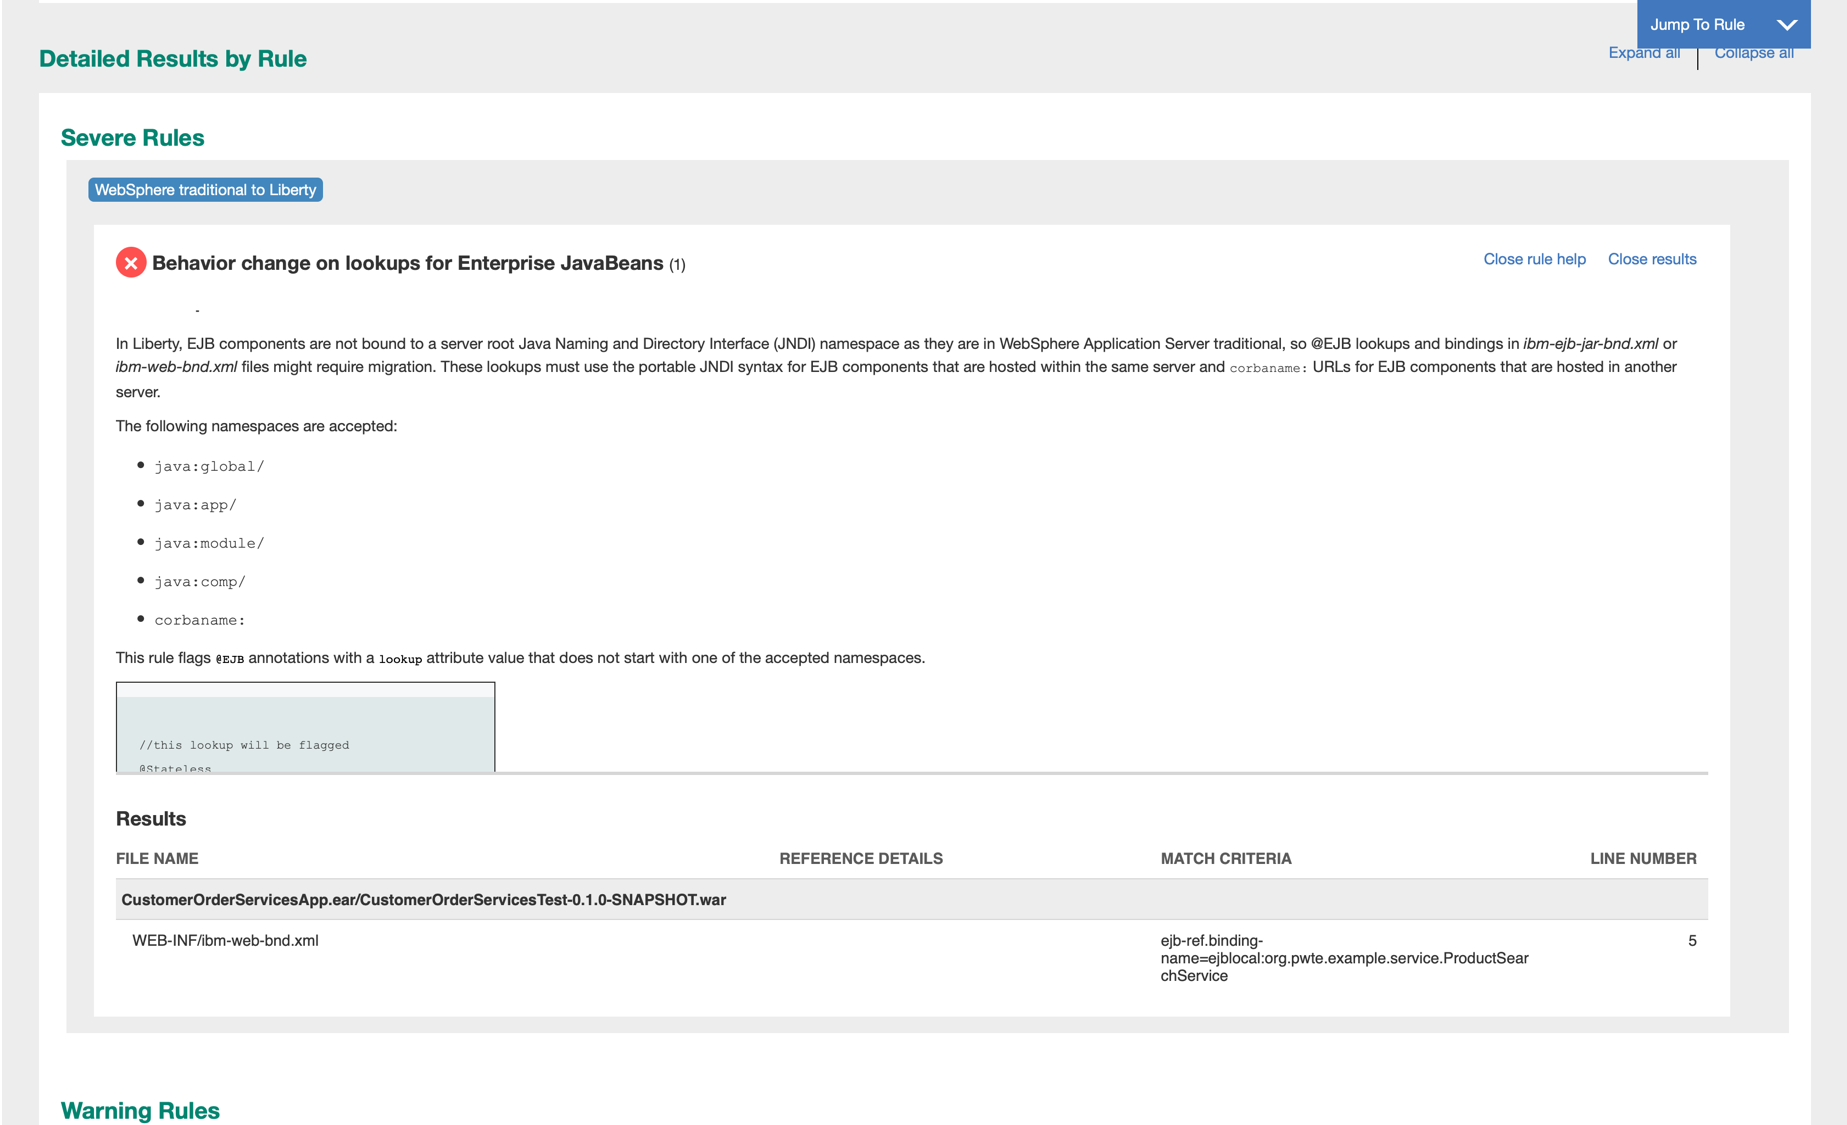 Jump To Rule
Detailed Results by Rule
Expand all
Collapse all
Severe Rules
WebSphere traditional to Liberty
Behavior change on lookups for Enterprise JavaBeans (1)
Close rule help
Close results
In Liberty, EJB components are not bound to a server root Java Naming and Directory Interface (JNDI) namespace as they are in WebSphere Application Server traditional, so @EJB lookups and bindings in ibm-ejb-jar-bnd.xml or
ibm-web-bnd.xml files might require migration. These lookups must use the portable JNDI syntax for EJB components that are hosted within the same server and corbaname: URLs for EJB components that are hosted in another
server.
The following namespaces are accepted:
java:global/
java:app/
java:module/
java:comp/
corbaname:
This rule flags @EJB annotations with a lookup attribute value that does not start with one of the accepted namespaces.
//this lookup will be flagged
@Stateless
Results
FILE NAME
REFERENCE DETAILS
MATCH CRITERIA
LINE NUMBER
CustomerOrderServicesApp.ear/CustomerOrderServicesTest-0.1.0-SNAPSHOT.war
WEB-INF/ibm-web-bnd.xml
ejb-ref.binding-
name=ejblocal:org.pwte.example.service.ProductSear
chService
5
Warning Rules